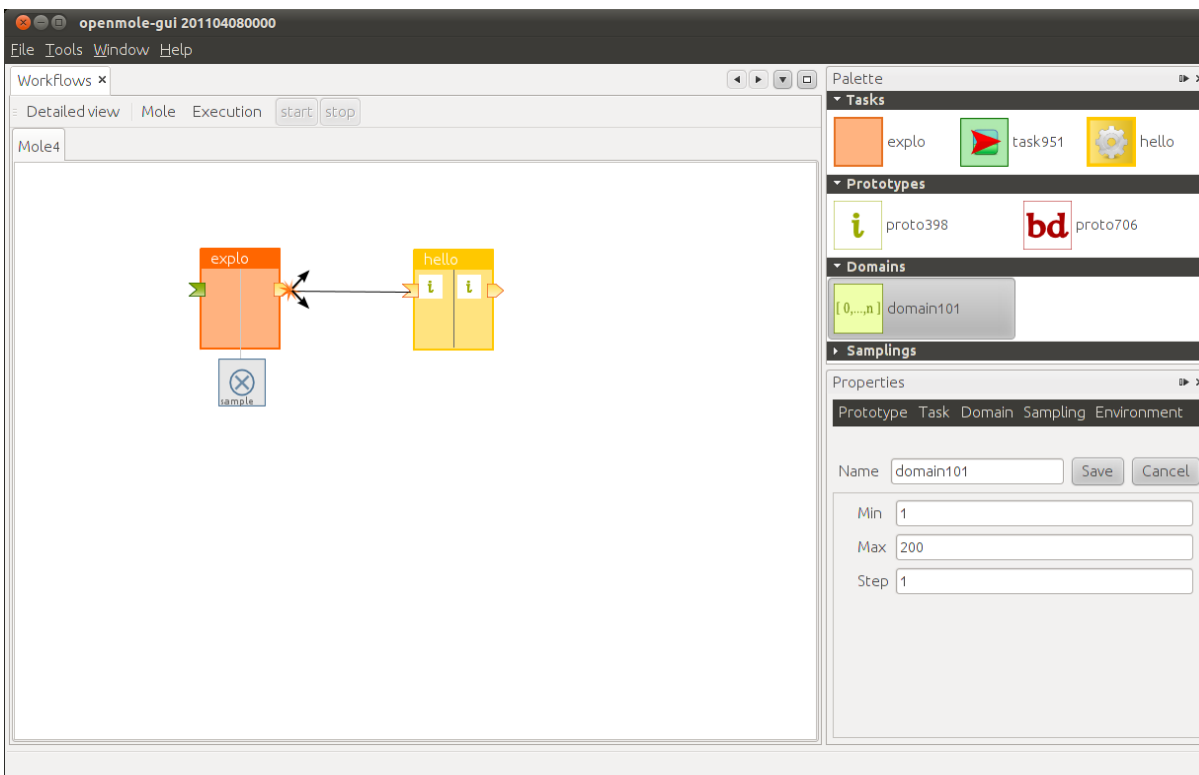 openmole-gui 201104080000
File Tools Window Help
Workflows
Detailed view Mole Execution start stop
Mole4
explo
sample
hello
i i
Palette
Tasks
explo task951 hello
Prototypes
i proto398 bd proto706
Domains
[ 0,...,n ] domain101
Samplings
Properties
Prototype Task Domain Sampling Environment
Name domain101 Save Cancel
Min 1
Max 200
Step 1